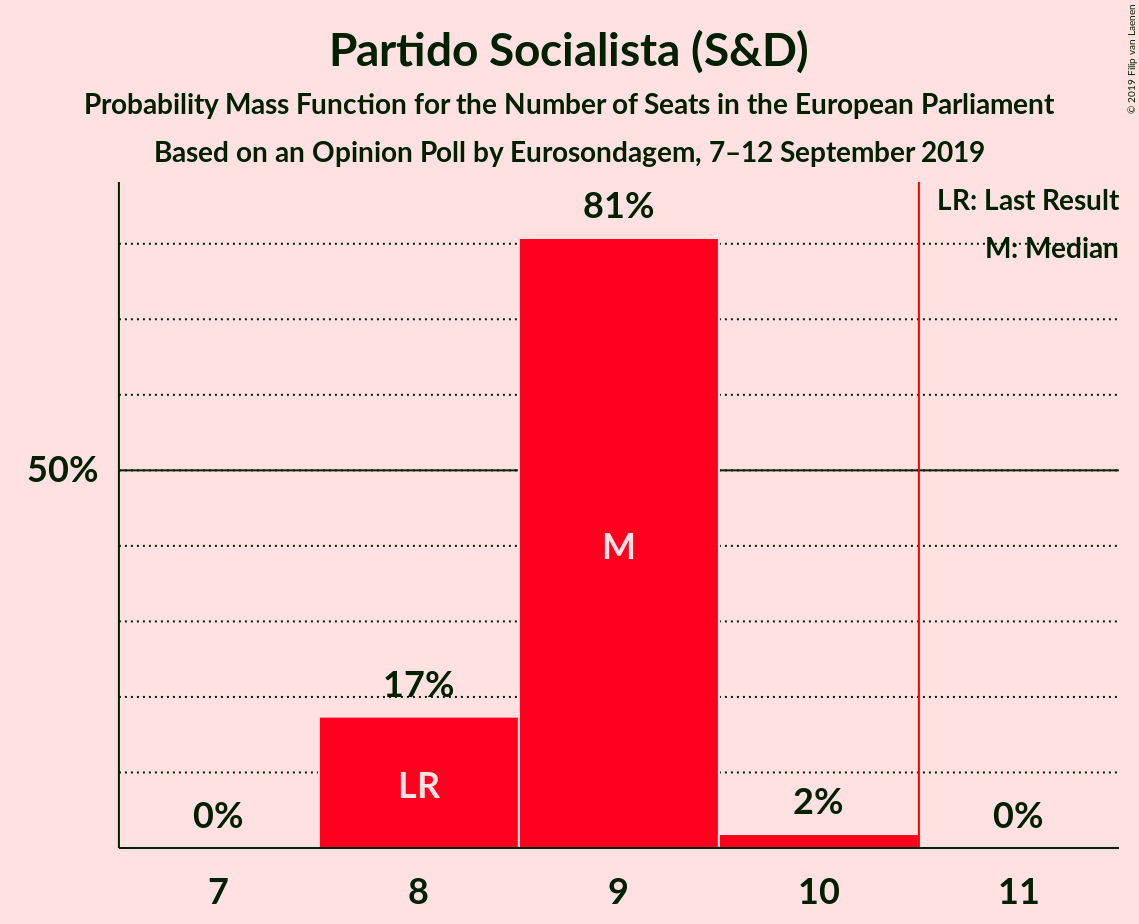 Partido Socialista (S&D)
Probability Mass Function for the Number of Seats in the European Parliament
Based on an Opinion Poll by Eurosondagem, 7–12 September 2019
© 2019 Filip van Laenen
LR: Last Result
M: Median
81%
50%
M
17%
LR
0%
2%
0%
7 8 9 10 11